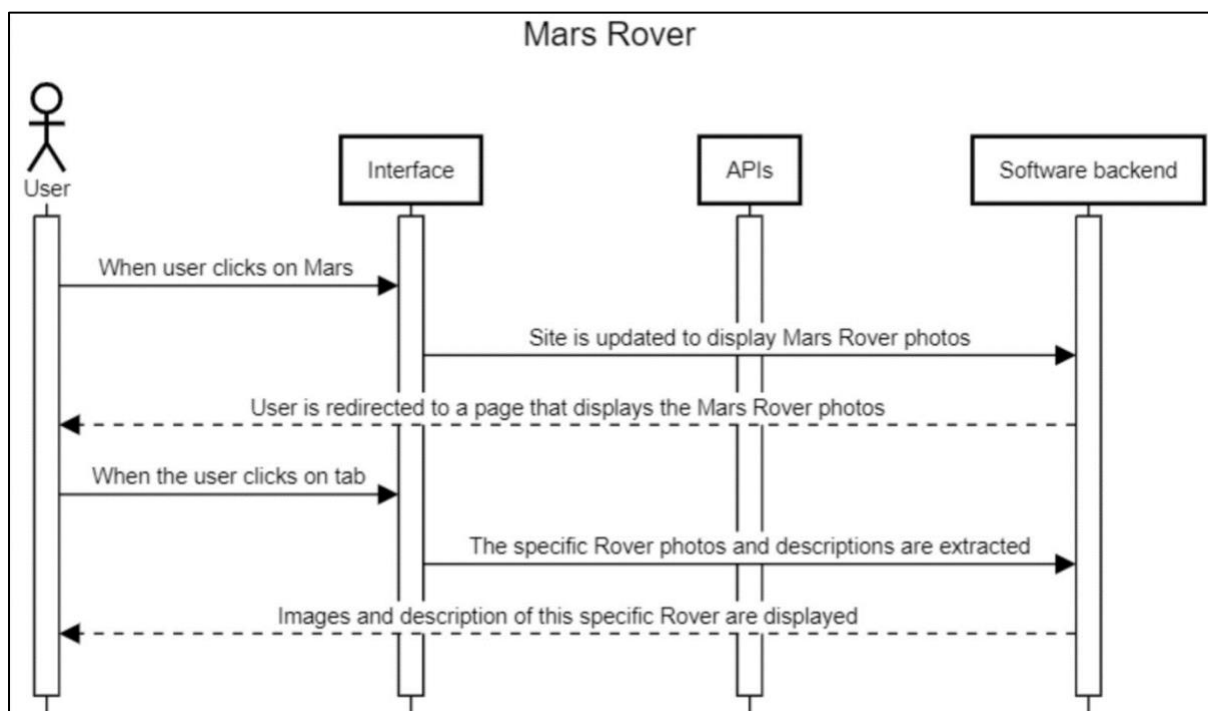 Mars Rover
User
Interface
APIs
Software backend
When user clicks on Mars
Site is updated to display Mars Rover photos
User is redirected to a page that displays the Mars Rover photos
When the user clicks on tab
The specific Rover photos and descriptions are extracted
Images and description of this specific Rover are displayed